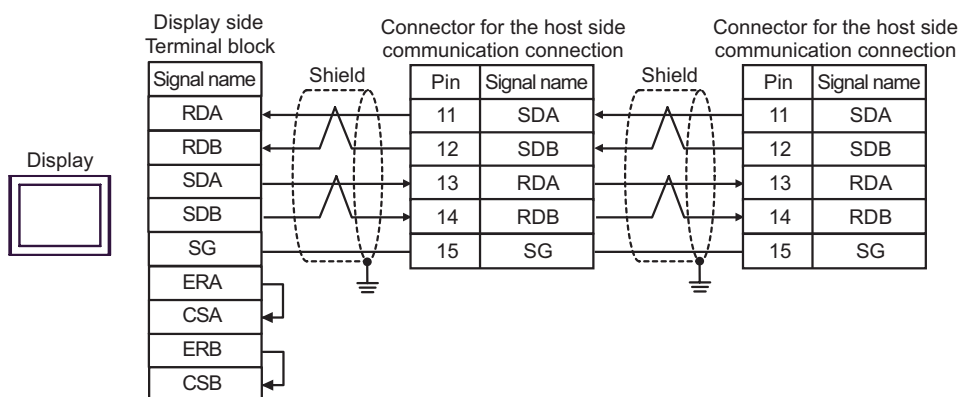 Display side
Terminal block
Connector for the host side
communication connection
Connector for the host side
communication connection
Signal name
Shield
Pin
Signal name
Shield
Pin
Signal name
RDA
11
SDA
11
SDA
RDB
12
SDB
12
SDB
Display
SDA
13
RDA
13
RDA
SDB
14
RDB
14
RDB
SG
15
SG
15
SG
ERA
CSA
ERB
CSB